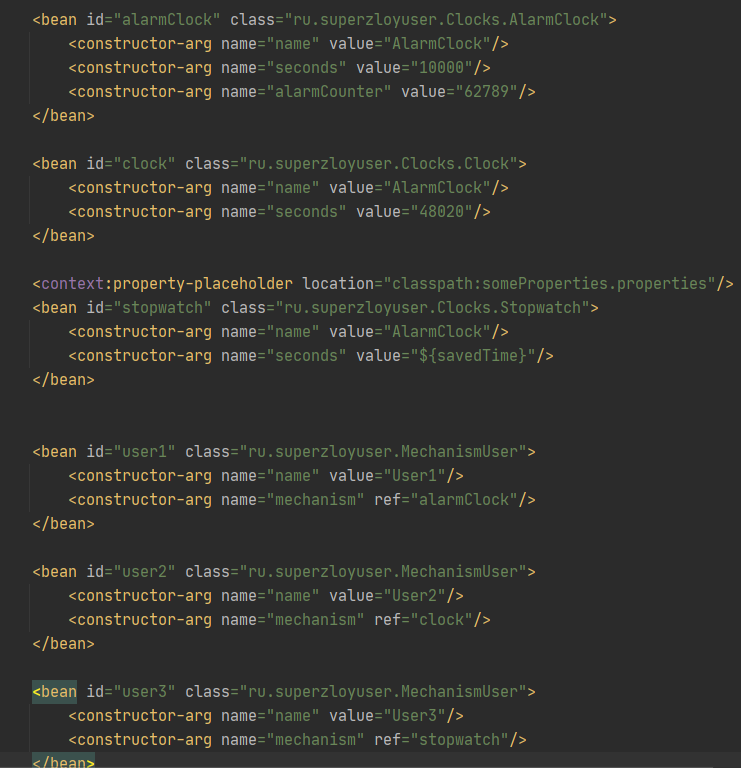 <bean id="alarmClock" class="ru.superzloyuser.Clocks.AlarmClock">
<constructor-arg name="name" value="AlarmClock"/>
<constructor-arg name="seconds" value="10000"/>
<constructor-arg name="alarmCounter" value="62789"/>
</bean>
<bean id="clock" class="ru.superzloyuser.Clocks.Clock">
<constructor-arg name="name" value="AlarmClock"/>
<constructor-arg name="seconds" value="48020"/>
</bean>
<context:property-placeholder location="classpath:someProperties.properties"/>
<bean id="stopwatch" class="ru.superzloyuser.Clocks.Stopwatch">
<constructor-arg name="name" value="AlarmClock"/>
<constructor-arg name="seconds" value="${savedTime}"/>
</bean>
<bean id="user1" class="ru.superzloyuser.MechanismUser">
<constructor-arg name="name" value="User1"/>
<constructor-arg name="mechanism" ref="alarmClock"/>
</bean>
<bean id="user2" class="ru.superzloyuser.MechanismUser">
<constructor-arg name="name" value="User2"/>
<constructor-arg name="mechanism" ref="clock"/>
</bean>
<bean id="user3" class="ru.superzloyuser.MechanismUser">
<constructor-arg name="name" value="User3"/>
<constructor-arg name="mechanism" ref="stopwatch"/>
</bean>